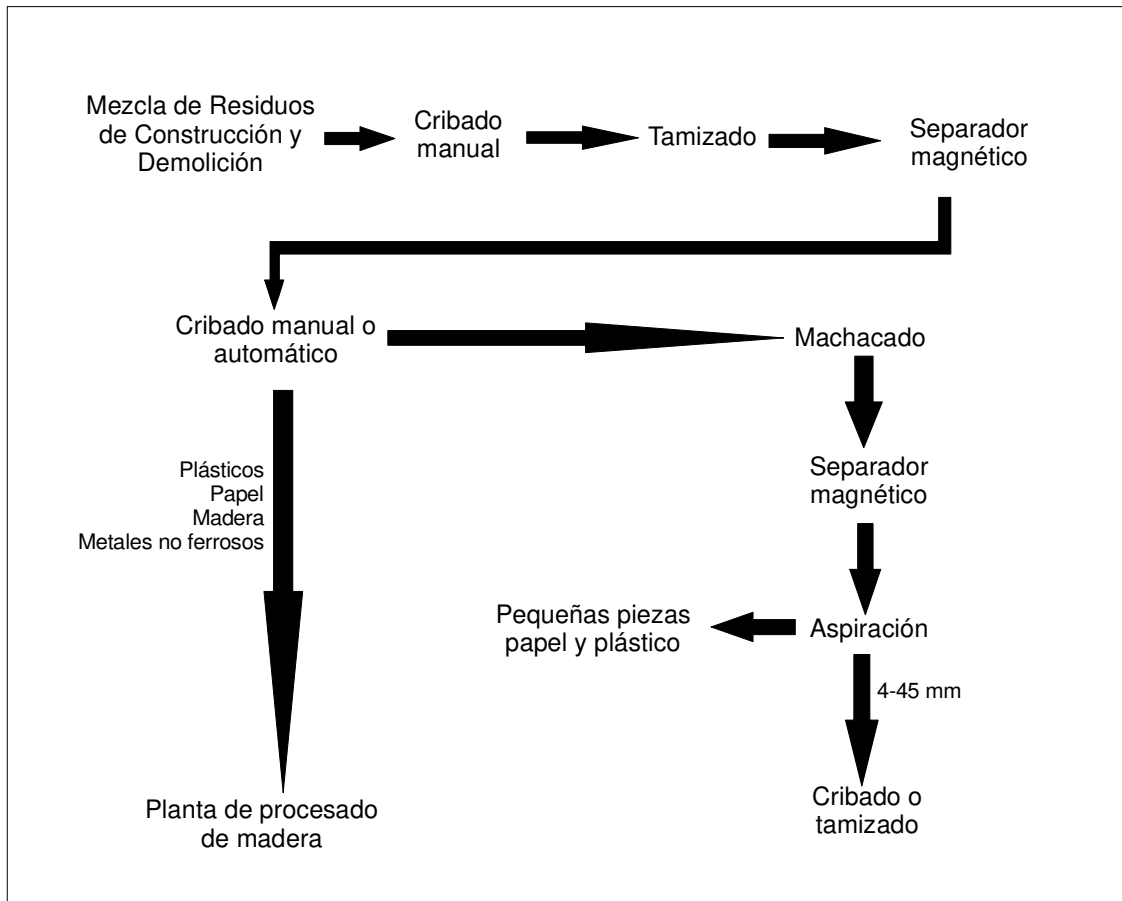 Mezcla de Residuos
de Construcción y
Demolición
Cribado
manual
Tamizado
Separador
magnético
Cribado manual o
automático
Machacado
Plásticos
Papel
Madera
Metales no ferrosos
Separador
magnético
Pequeñas piezas
papel y plástico
Aspiración
4-45 mm
Planta de procesado
de madera
Cribado o
tamizado